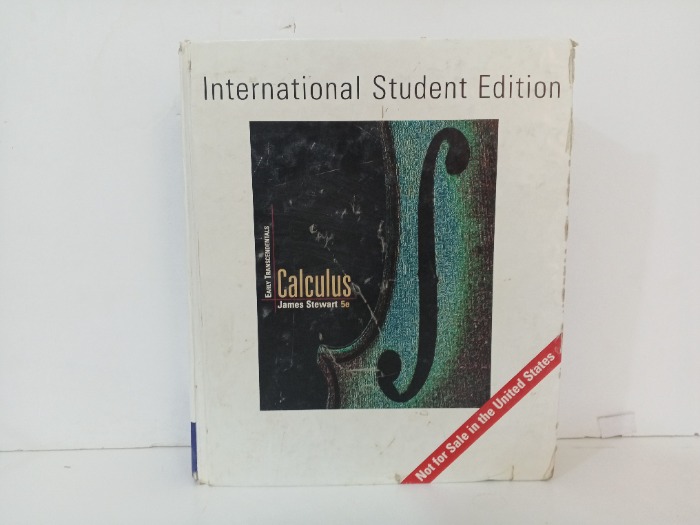 International Student Edition
EARLY TRANSCENDENTALS
Calculus
James Stewart 5e
Not for Sale in the United States